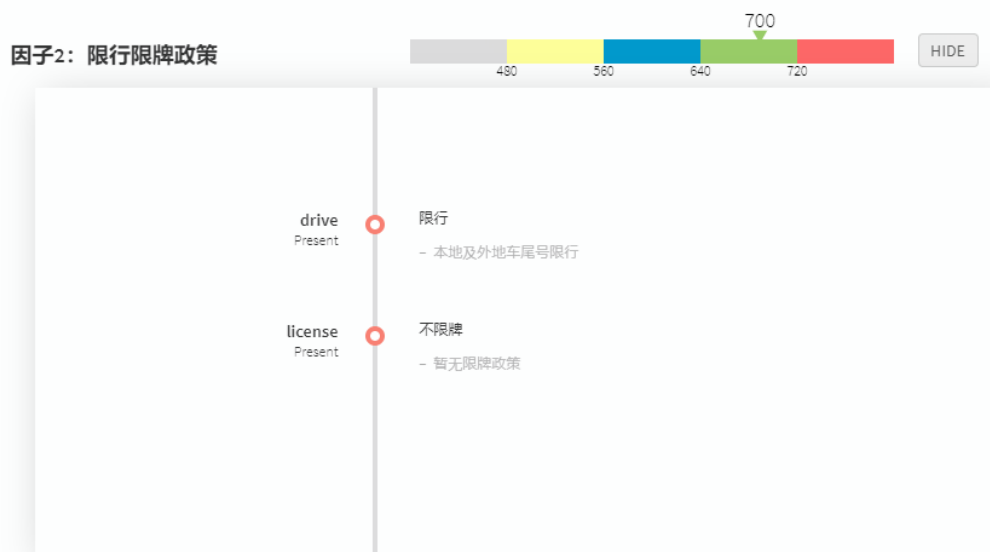 因子2：限行限牌政策
700
480 560 640 720
HIDE
drive
Present
限行
– 本地及外地车尾号限行
license
Present
不限牌
– 暂无限牌政策